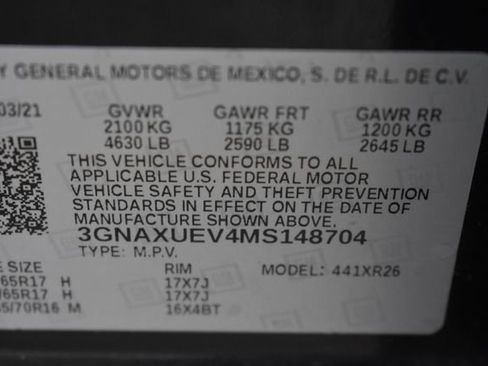 Y GENERAL MOTORS DE MEXICO, S. DE R.L. DE C.V.
03/21 GVWR GAWR FRT GAWR RR
2100 KG 1175 KG 1200 KG
4630 LB 2590 LB 2645 LB
THIS VEHICLE CONFORMS TO ALL
APPLICABLE U.S. FEDERAL MOTOR
VEHICLE SAFETY AND THEFT PREVENTION
STANDARDS IN EFFECT ON THE DATE OF
MANUFACTURE SHOWN ABOVE.
3GNAXUEV4MS148704
TYPE: M.P.V.
E SIZE RIM MODEL: 441XR26
65R17 H 17X7J
/65R17 H 17X7J
5/70R16 M 16X4BT